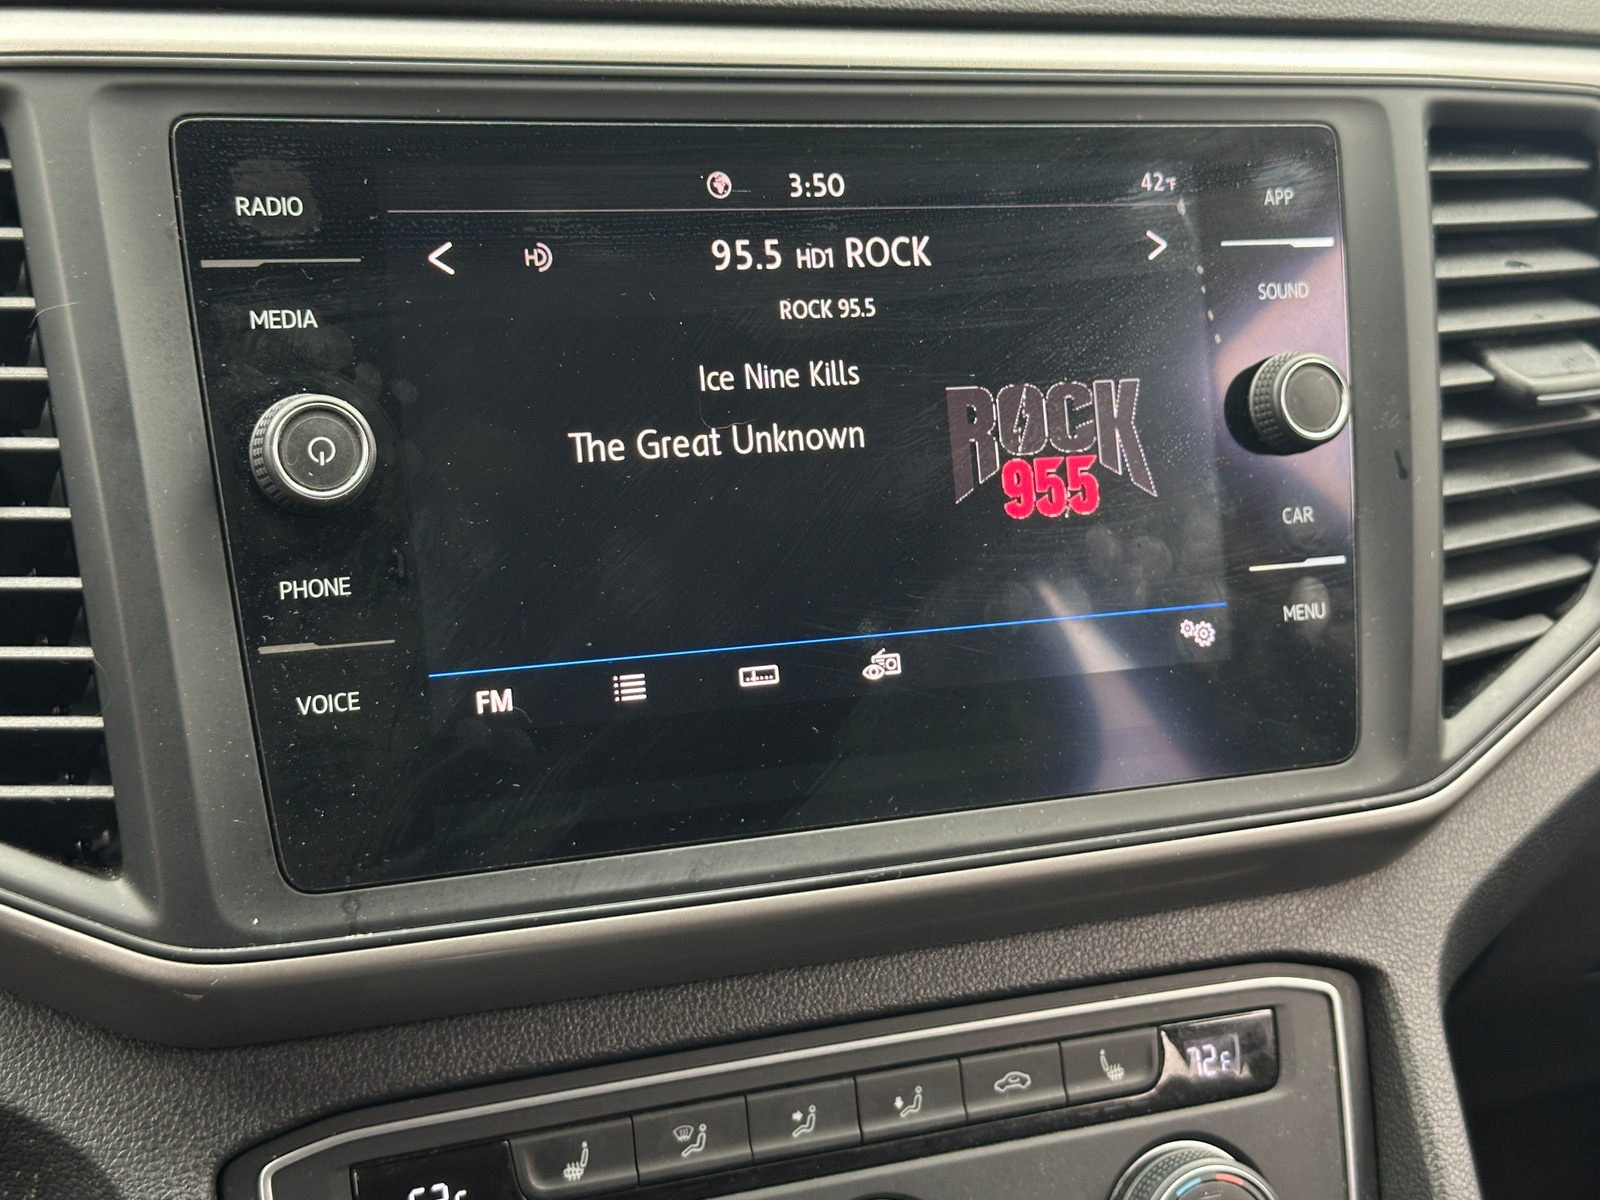 RADIO
MEDIA
PHONE
VOICE
3:50
42°F
HD
95.5 HD1 ROCK
ROCK 95.5
Ice Nine Kills
The Great Unknown
ROCK
95.5
FM
APP
SOUND
CAR
MENU
72°F